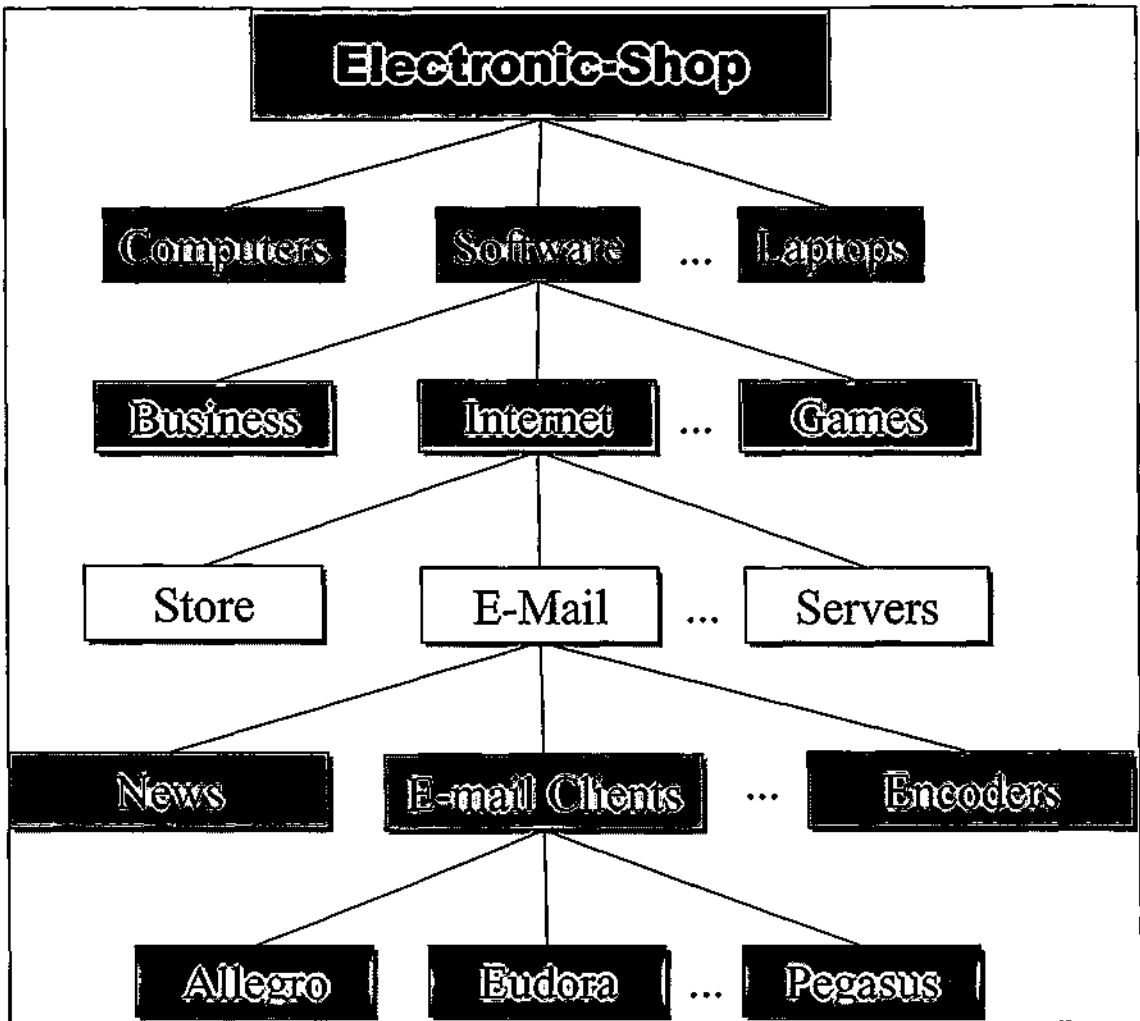 Electronic-Shop
Computers Software ... Laptops
Business Internet ... Games
Store E-Mail ... Servers
News E-mail Clients ... Encoders
Allegro Eudora ... Pegasus